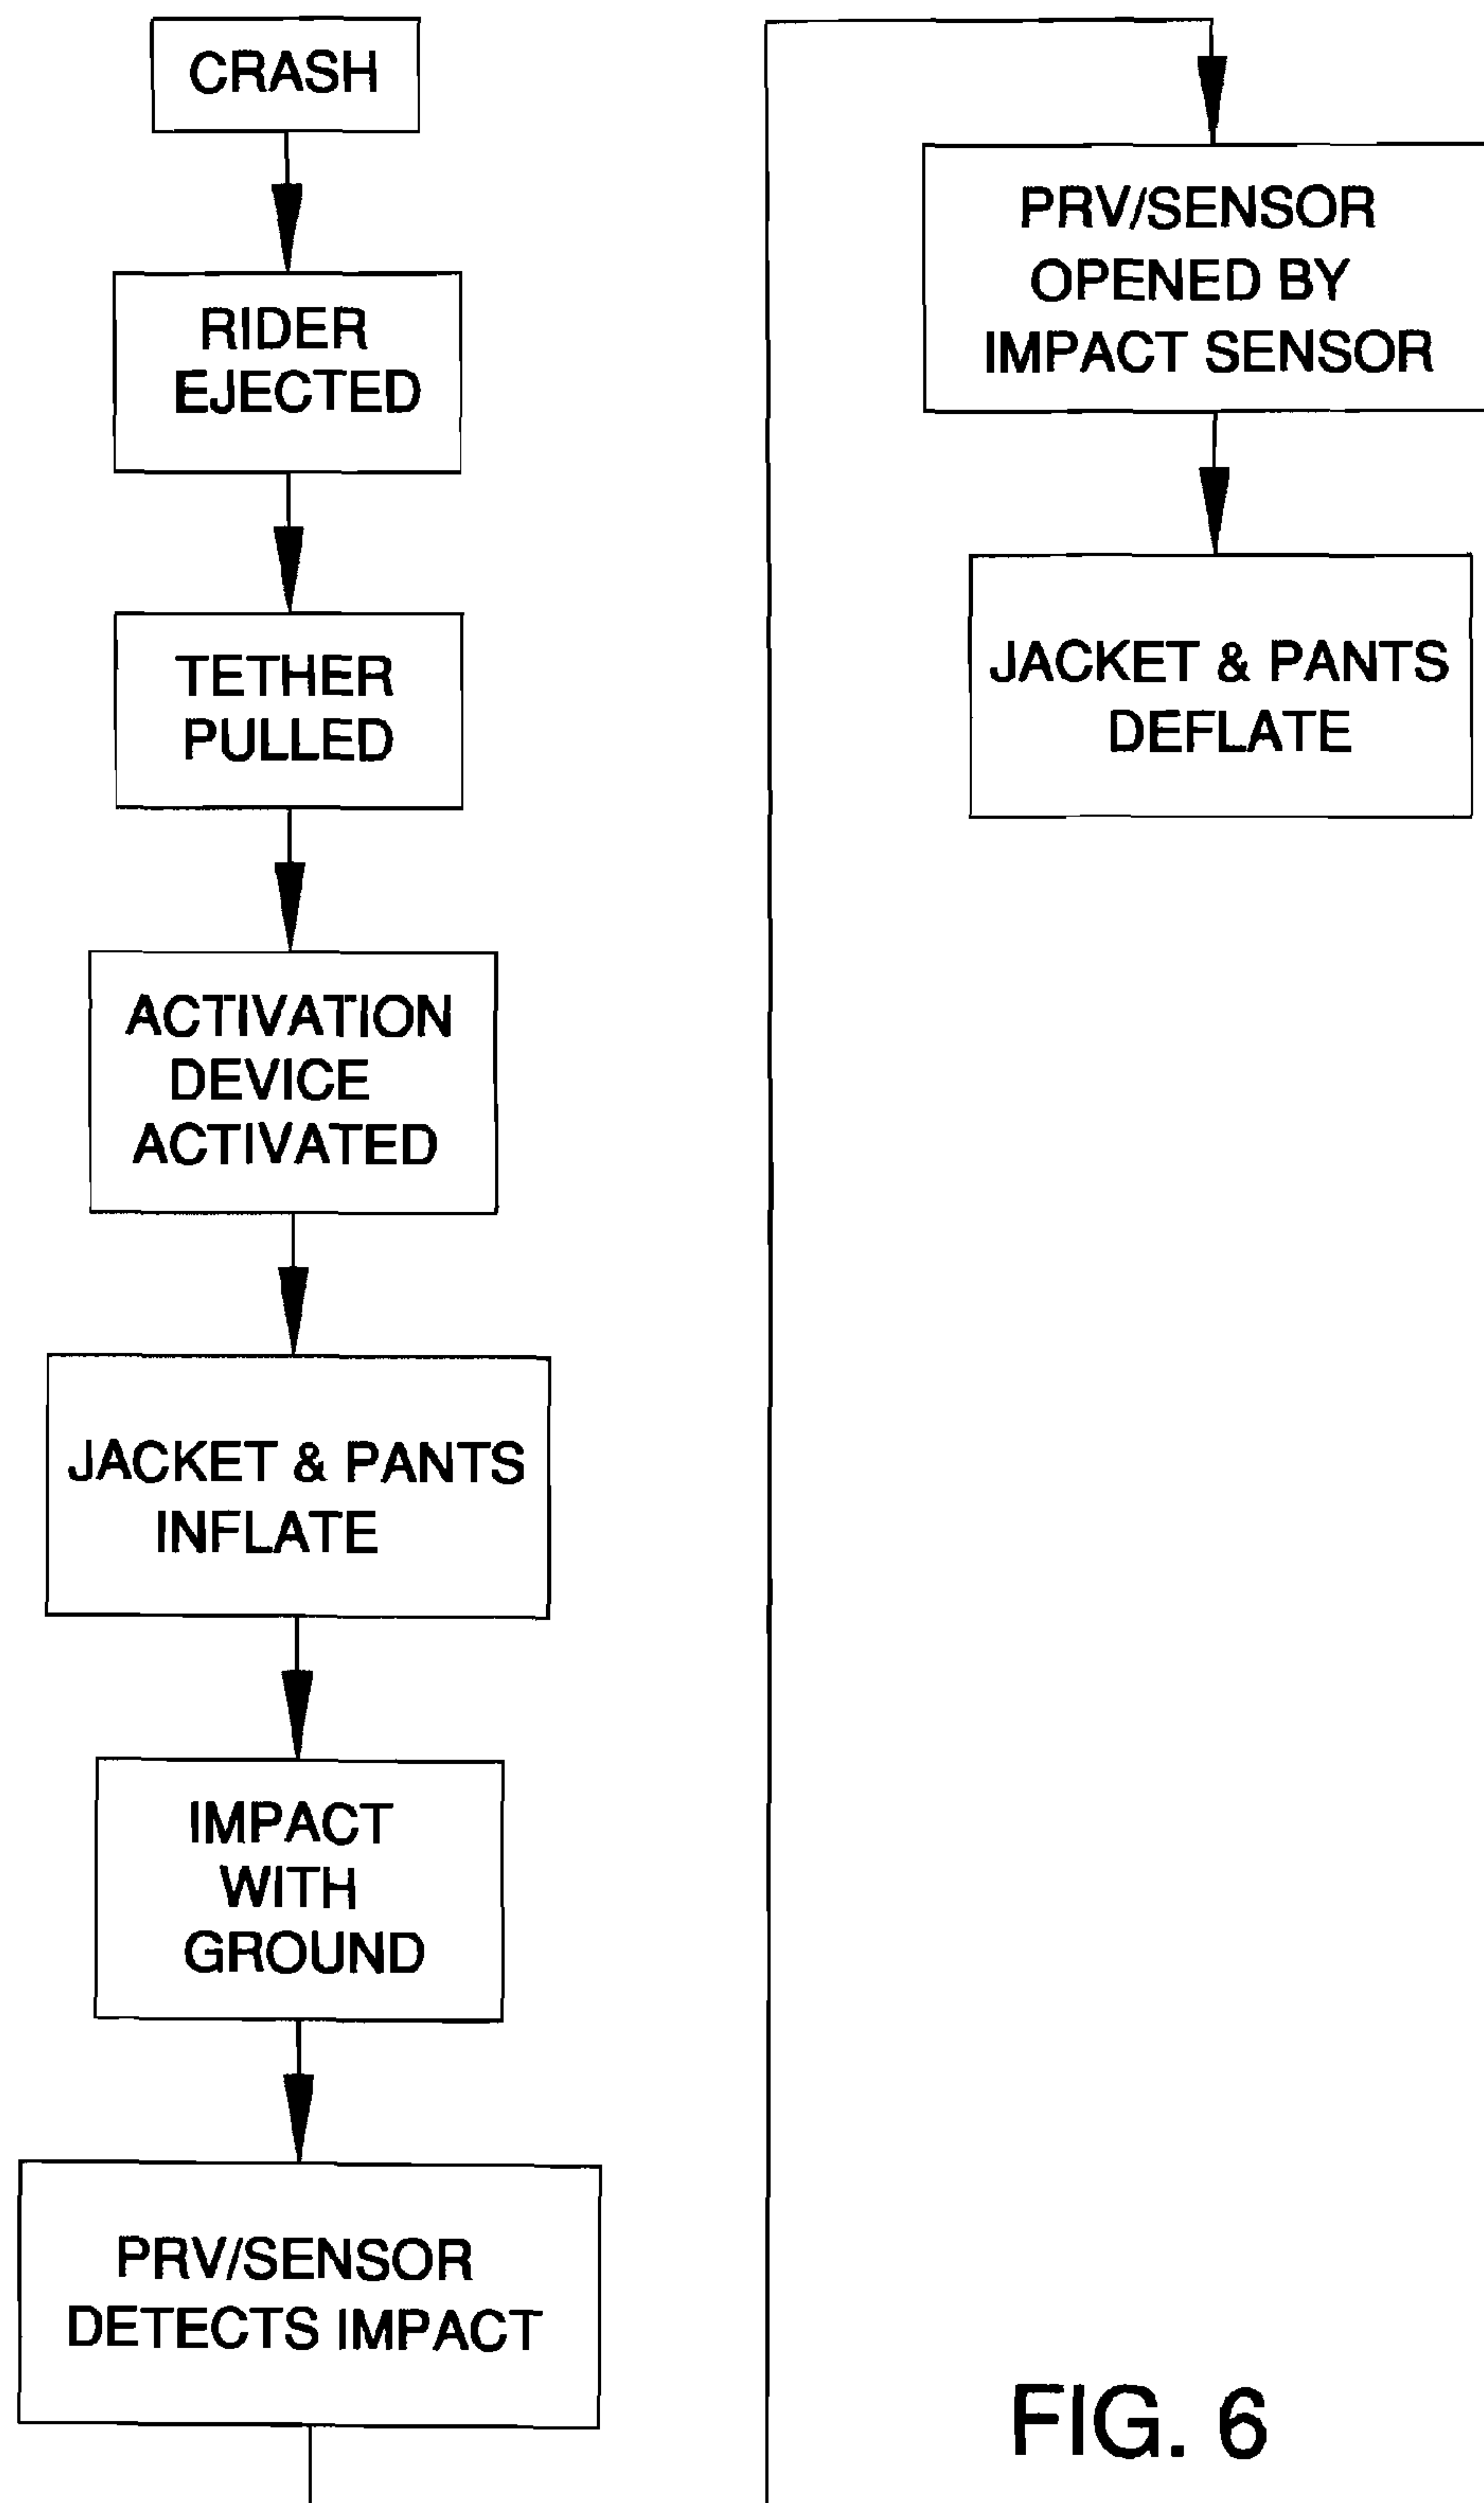 CRASH
RIDER
EJECTED
TETHER
PULLED
ACTIVATION
DEVICE
ACTIVATED
JACKET & PANTS
INFLATE
IMPACT
WITH
GROUND
PRV/SENSOR
DETECTS IMPACT
PRV/SENSOR
OPENED BY
IMPACT SENSOR
JACKET & PANTS
DEFLATE
FIG. 6